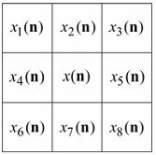 x₁(n) x₂(n) x₃(n)
x₄(n) x(n) x₅(n)
x₆(n) x₇(n) x₈(n)